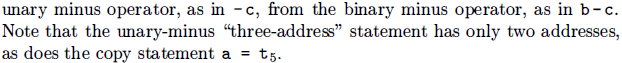 unary minus operator, as in -c, from the binary minus operator, as in b-c.
Note that the unary-minus “three-address” statement has only two addresses,
as does the copy statement a = t₅.